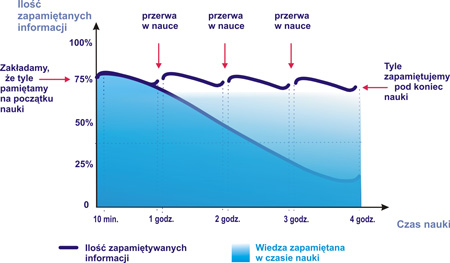 Ilość
zapamiętanych
informacji
przerwa
w nauce
przerwa
w nauce
przerwa
w nauce
100%
Zakładamy,
że tyle
pamiętamy
na początku
nauki
75%
Tyle
zapamiętujemy
pod koniec
nauki
50%
25%
0
10 min.
1 godz.
2 godz.
3 godz.
4 godz.
Czas nauki
Ilość zapamiętywanych
informacji
Wiedza zapamiętana
w czasie nauki